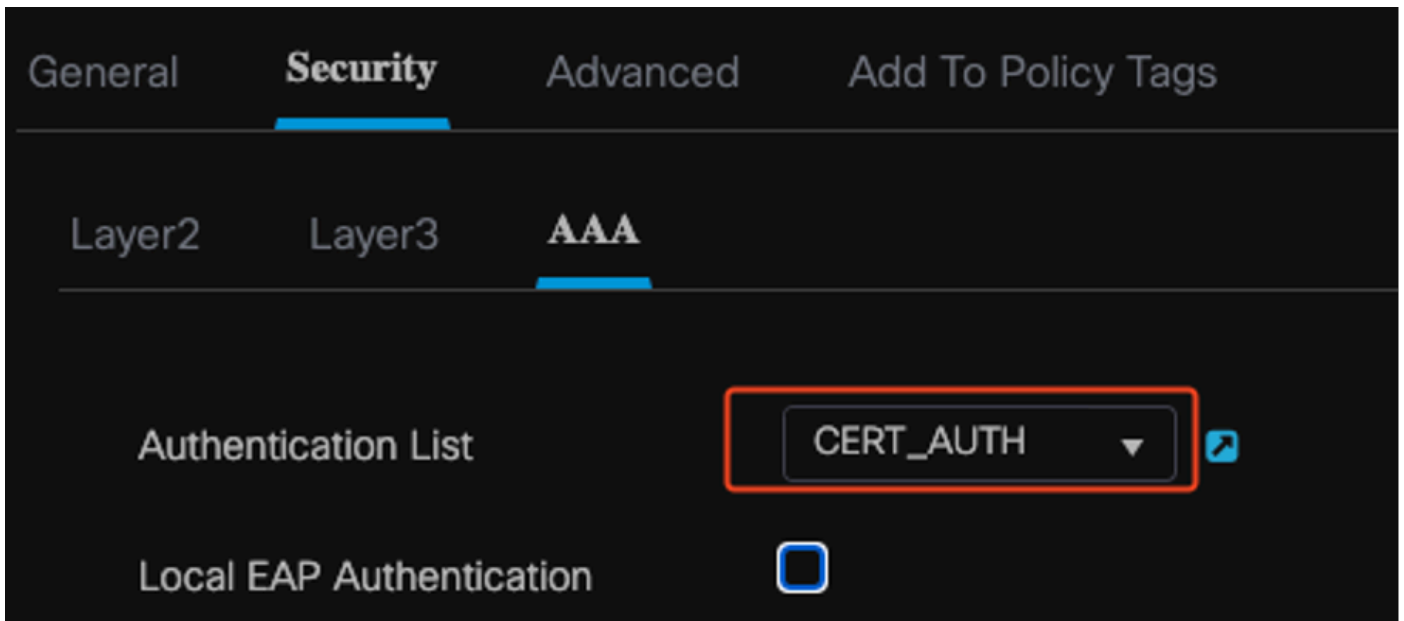 General Security Advanced Add To Policy Tags
Layer2 Layer3 AAA
Authentication List CERT_AUTH
Local EAP Authentication